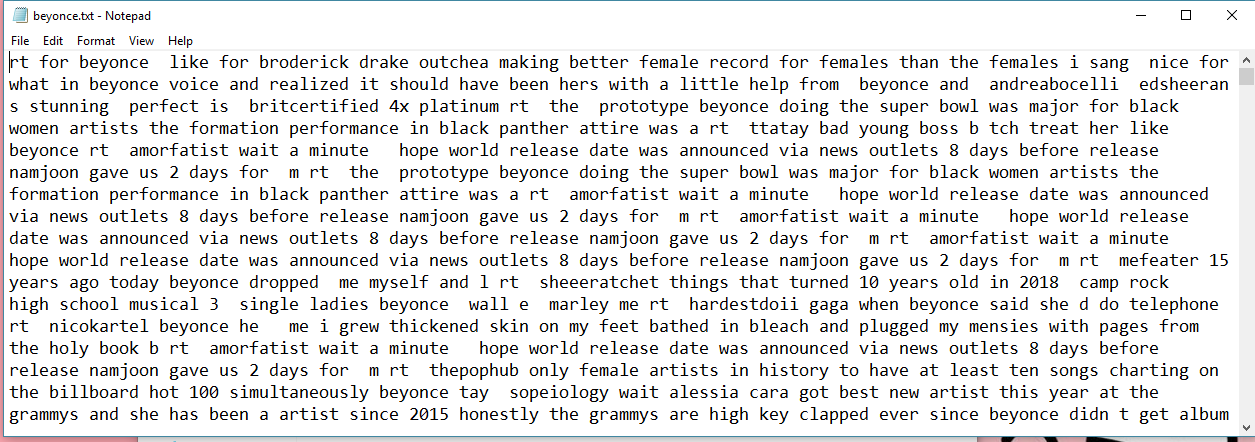 beyonce.txt - Notepad
File Edit Format View Help
rt for beyonce  like for broderick drake outchea making better female record for females than the females i sang  nice for
what in beyonce voice and realized it should have been hers with a little help from  beyonce and  andreabocelli  edsheeran
s stunning  perfect is  britcertified 4x platinum rt  the  prototype beyonce doing the super bowl was major for black
women artists the formation performance in black panther attire was a rt  ttatay bad young boss b tch treat her like
beyonce rt  amorfatist wait a minute   hope world release date was announced via news outlets 8 days before release
namjoon gave us 2 days for  m rt  the  prototype beyonce doing the super bowl was major for black women artists the
formation performance in black panther attire was a rt  amorfatist wait a minute   hope world release date was announced
via news outlets 8 days before release namjoon gave us 2 days for  m rt  amorfatist wait a minute   hope world release
date was announced via news outlets 8 days before release namjoon gave us 2 days for  m rt  amorfatist wait a minute
hope world release date was announced via news outlets 8 days before release namjoon gave us 2 days for  m rt  mefeater 15
years ago today beyonce dropped  me myself and l rt  sheeeratchet things that turned 10 years old in 2018  camp rock
high school musical 3  single ladies beyonce  wall e  marley me rt  hardestdoii gaga when beyonce said she d do telephone
rt  nicokartel beyonce he   me i grew thickened skin on my feet bathed in bleach and plugged my mensies with pages from
the holy book b rt  amorfatist wait a minute   hope world release date was announced via news outlets 8 days before
release namjoon gave us 2 days for  m rt  thepophub only female artists in history to have at least ten songs charting on
the billboard hot 100 simultaneously beyonce tay  sopeiology wait alessia cara got best new artist this year at the
grammys and she has been a artist since 2015 honestly the grammys are high key clapped ever since beyonce didn t get album